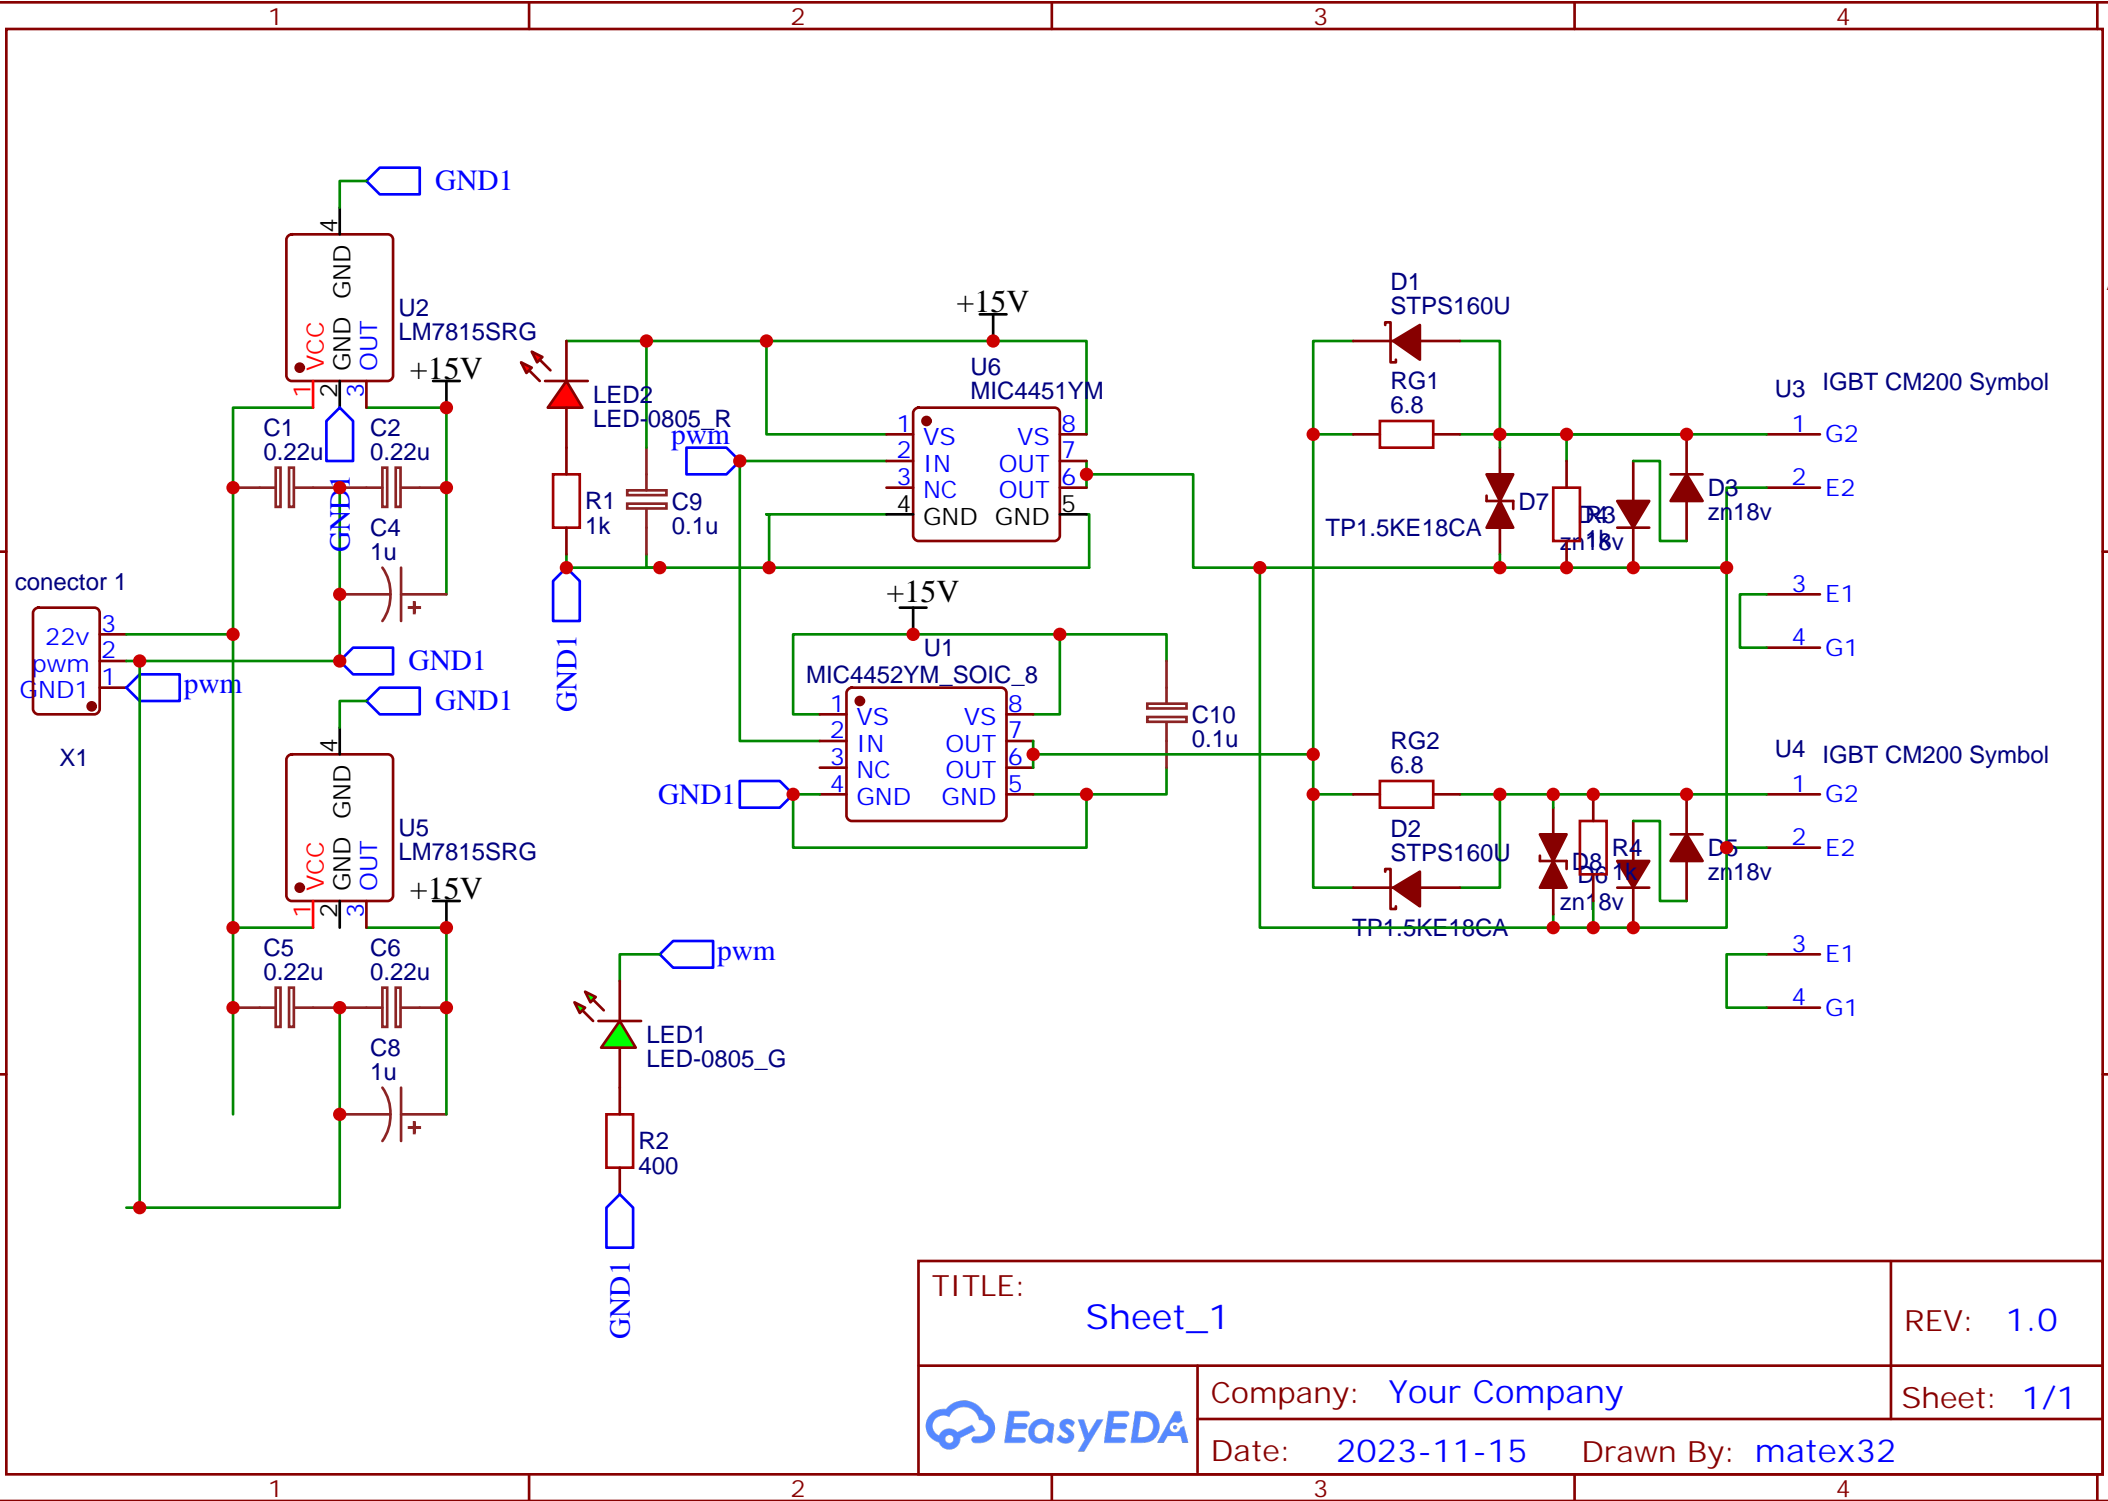 1
2
3
4
GND1
4
GND
VCC
GND
OUT
1
2
3
U2
LM7815SRG
+15V
C1
0.22u
C2
0.22u
GND1
C4
1u
conector 1
22v
pwm
GND1
3
2
1
X1
GND1
pwm
GND1
4
GND
VCC
GND
OUT
1
2
3
U5
LM7815SRG
+15V
C5
0.22u
C6
0.22u
C8
1u
LED2
LED-0805_R
pwm
R1
1k
C9
0.1u
GND1
+15V
U6
MIC4451YM
1
2
3
4
VS
IN
NC
GND
VS
OUT
OUT
GND
8
7
6
5
+15V
U1
MIC4452YM_SOIC_8
1
2
3
4
VS
IN
NC
GND
VS
OUT
OUT
GND
8
7
6
5
GND1
C10
0.1u
pwm
LED1
LED-0805_G
R2
400
GND1
D1
STPS160U
RG1
6.8
D7
TP1.5KE18CA
D4
zn18v
R3
1k
D3
zn18v
U3
IGBT CM200 Symbol
1
G2
2
E2
3
E1
4
G1
RG2
6.8
D2
STPS160U
D8
TP1.5KE18CA
D6
zn18v
R4
1k
D5
zn18v
U4
IGBT CM200 Symbol
1
G2
2
E2
3
E1
4
G1
TITLE:
Sheet_1
REV: 1.0
EasyEDA
Company: Your Company
Sheet: 1/1
Date: 2023-11-15
Drawn By: matex32
1
2
3
4